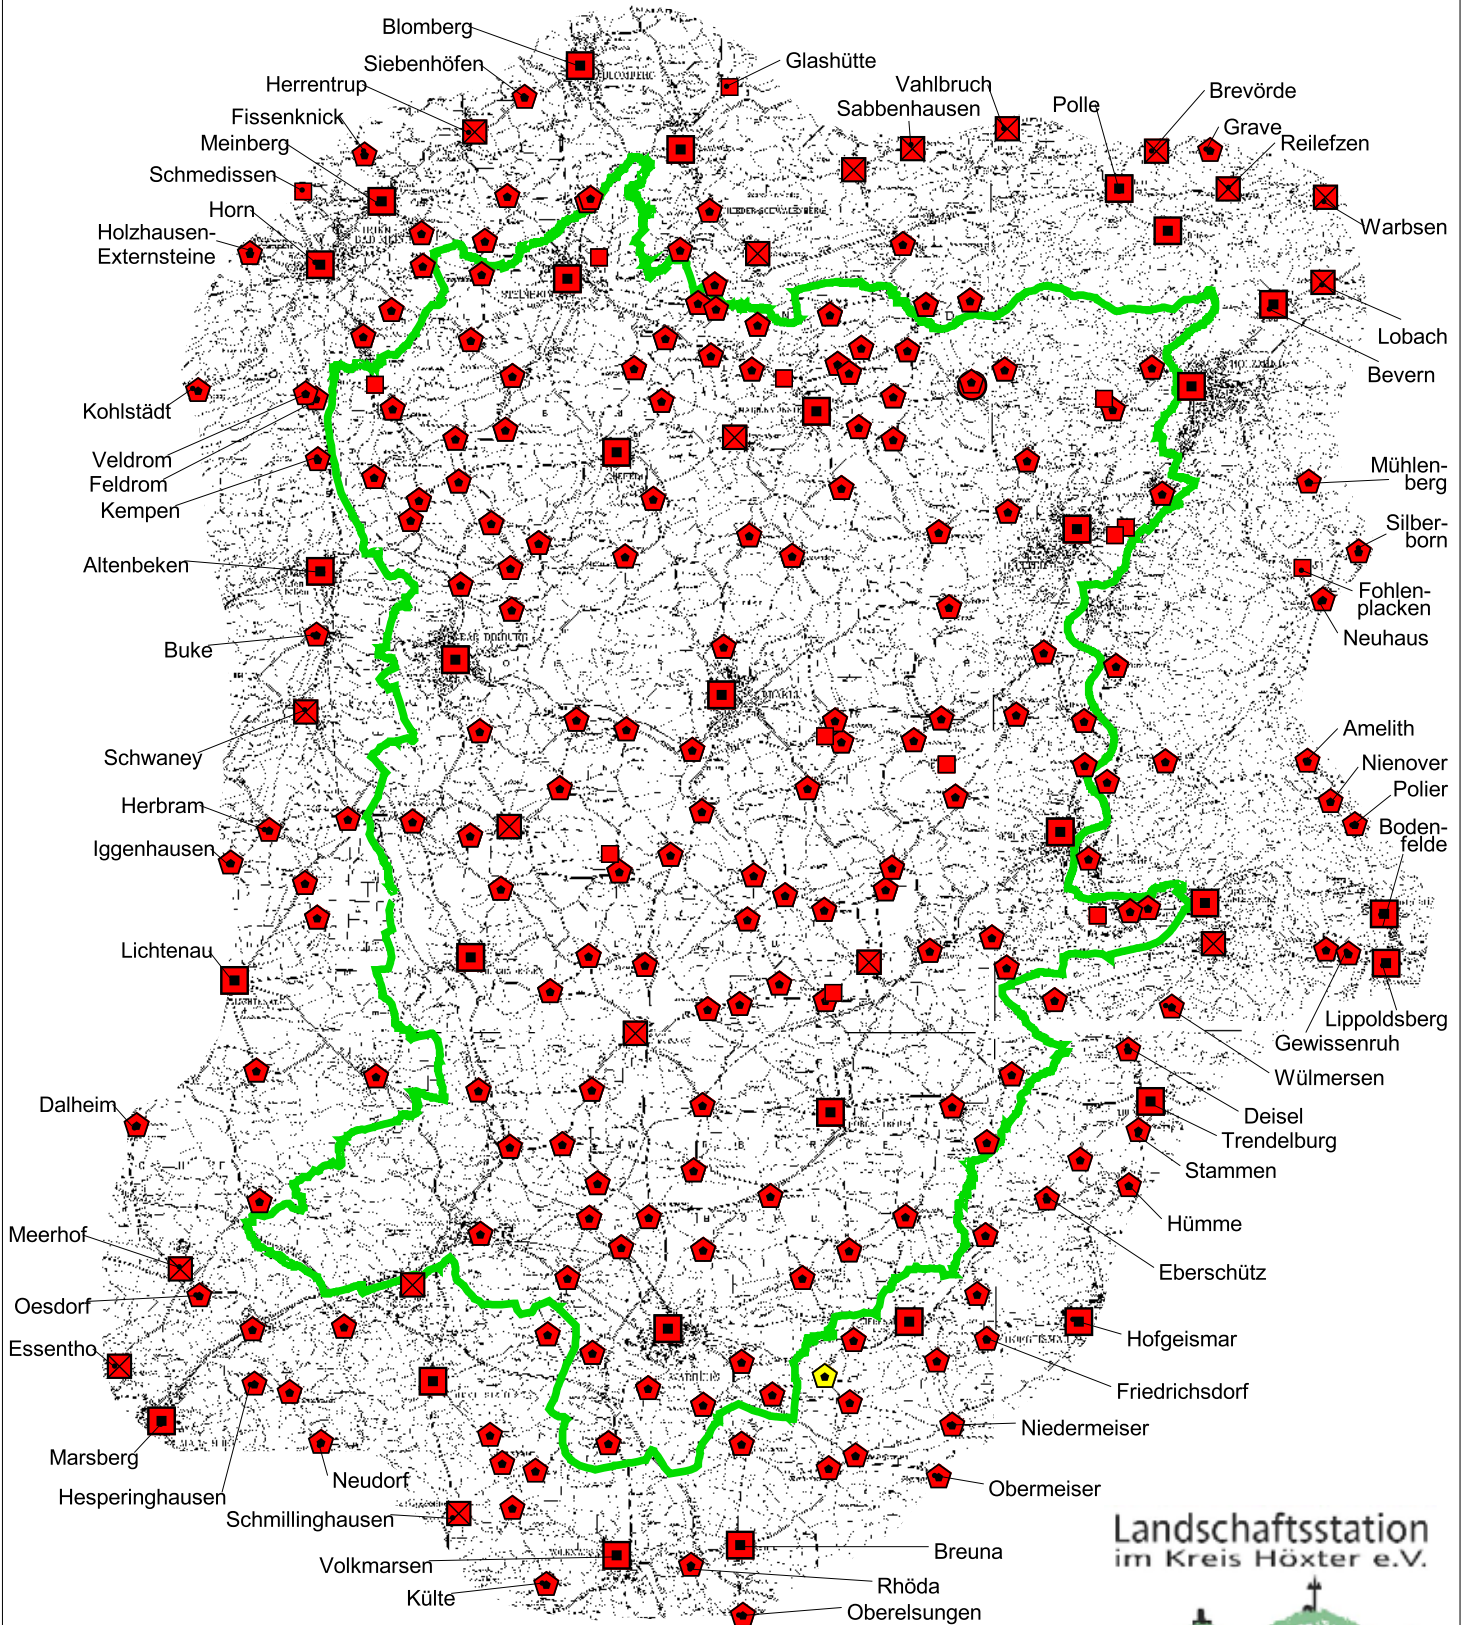 Blomberg
Siebenhöfen
Glashütte
Herrentrup
Vahlbruch
Sabbenhausen
Polle
Brevörde
Fissenknick
Grave
Meinberg
Reilefzen
Schmedissen
Horn
Warbsen
Holzhausen-
Externsteine
Lobach
Bevern
Kohlstädt
Veldrom
Feldrom
Kempen
Mühlen-
berg
Silber-
born
Altenbeken
Fohlen-
placken
Neuhaus
Buke
Schwaney
Amelith
Nienover
Polier
Herbram
Boden-
felde
Iggenhausen
Lichtenau
Lippoldsberg
Gewissenruh
Wülmersen
Dalheim
Deisel
Trendelburg
Stammen
Hümme
Meerhof
Eberschütz
Oesdorf
Essentho
Hofgeismar
Friedrichsdorf
Niedermeiser
Marsberg
Neudorf
Hesperinghausen
Obermeiser
Schmillinghausen
Landschaftsstation
im Kreis Höxter e.V.
Volkmarsen
Breuna
Külte
Rhöda
Oberelsungen